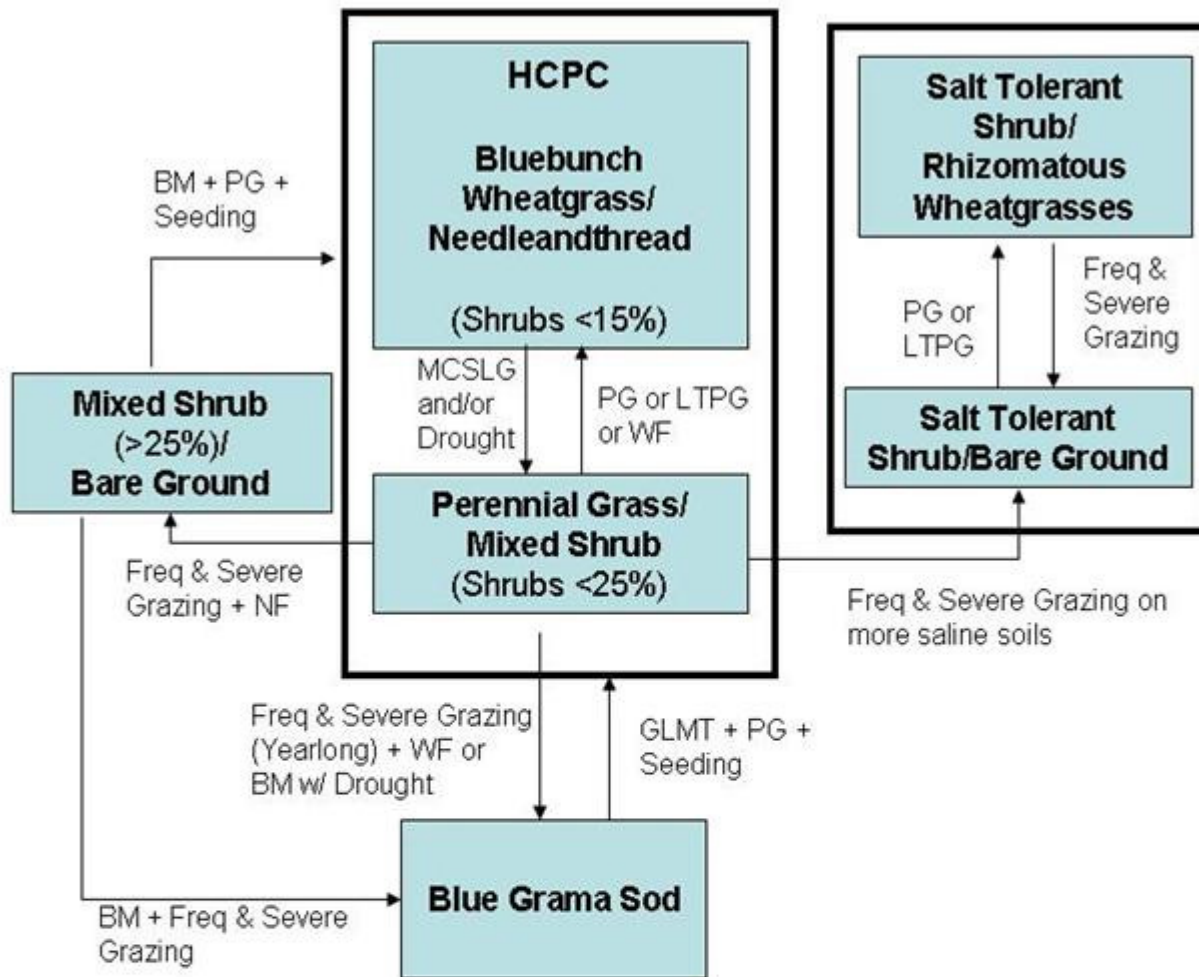 HCPC
Bluebunch
Wheatgrass/
Needleandthread
(Shrubs <15%)
Salt Tolerant
Shrub/
Rhizomatous
Wheatgrasses
BM + PG +
Seeding
MCSLG
and/or
Drought
PG or LTPG
or WF
PG or
LTPG
Freq &
Severe
Grazing
Mixed Shrub
(>25%)/
Bare Ground
Perennial Grass/
Mixed Shrub
(Shrubs <25%)
Salt Tolerant
Shrub/Bare Ground
Freq & Severe
Grazing + NF
Freq & Severe Grazing on
more saline soils
Freq & Severe Grazing
(Yearlong) + WF or
BM w/ Drought
GLMT + PG +
Seeding
Blue Grama Sod
BM + Freq & Severe
Grazing